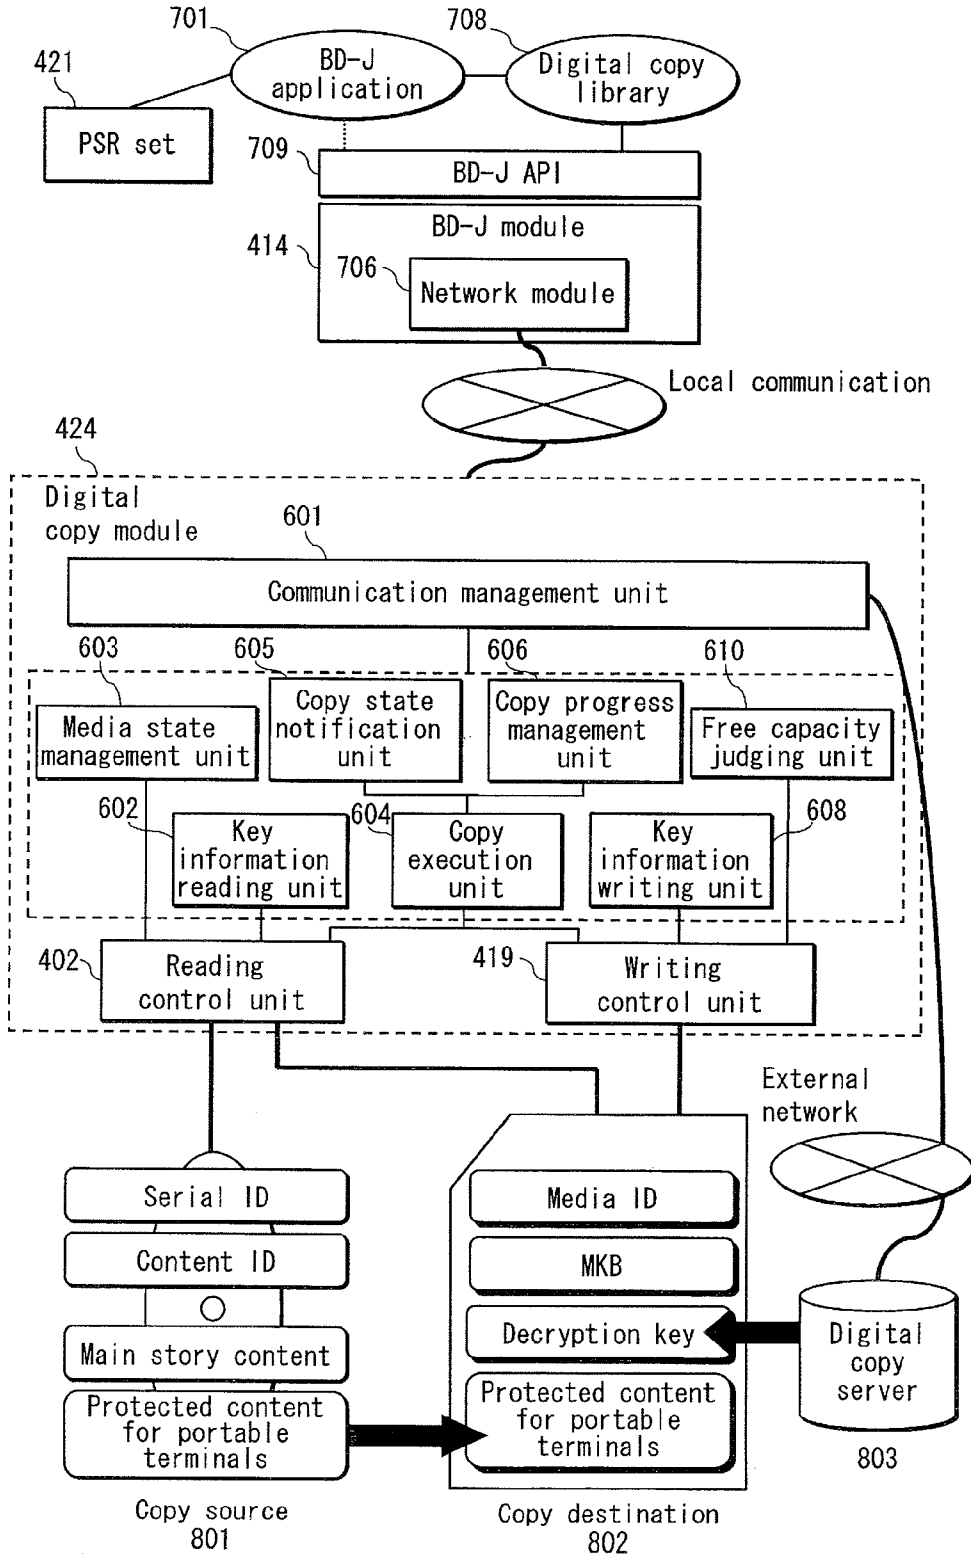 701
708
421
BD-J
application
Digital copy
library
PSR set
709
BD-J API
BD-J module
414
706
Network module
Local communication
424
Digital
copy module
601
Communication management unit
603
605
606
610
Media state
management unit
Copy state
notification
unit
Copy progress
management
unit
Free capacity
judging unit
602
604
608
Key
information
reading unit
Copy
execution
unit
Key
information
writing unit
402
Reading
control unit
419
Writing
control unit
External
network
Serial ID
Content ID
Main story content
Protected content
for portable
terminals
Media ID
MKB
Decryption key
Protected content
for portable
terminals
Digital
copy
server
803
Copy source
801
Copy destination
802